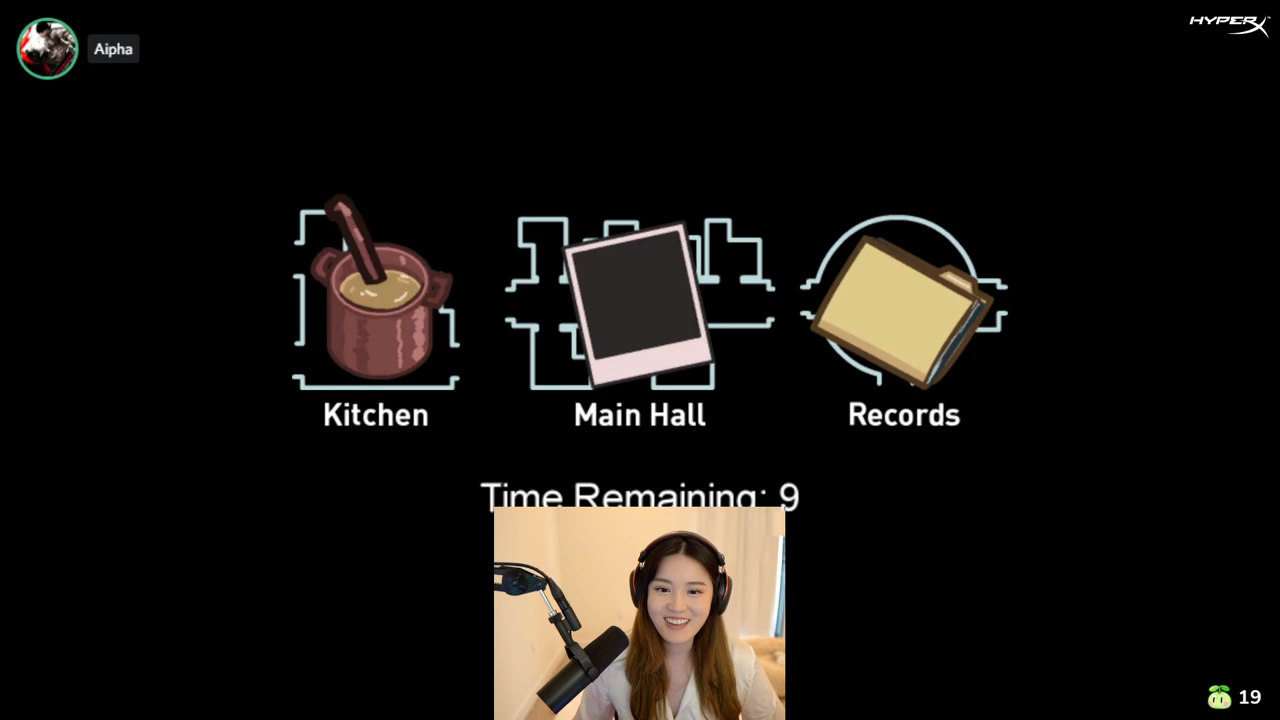 Aipha
HYPERX
Kitchen
Main Hall
Records
Time Remaining: 9
19